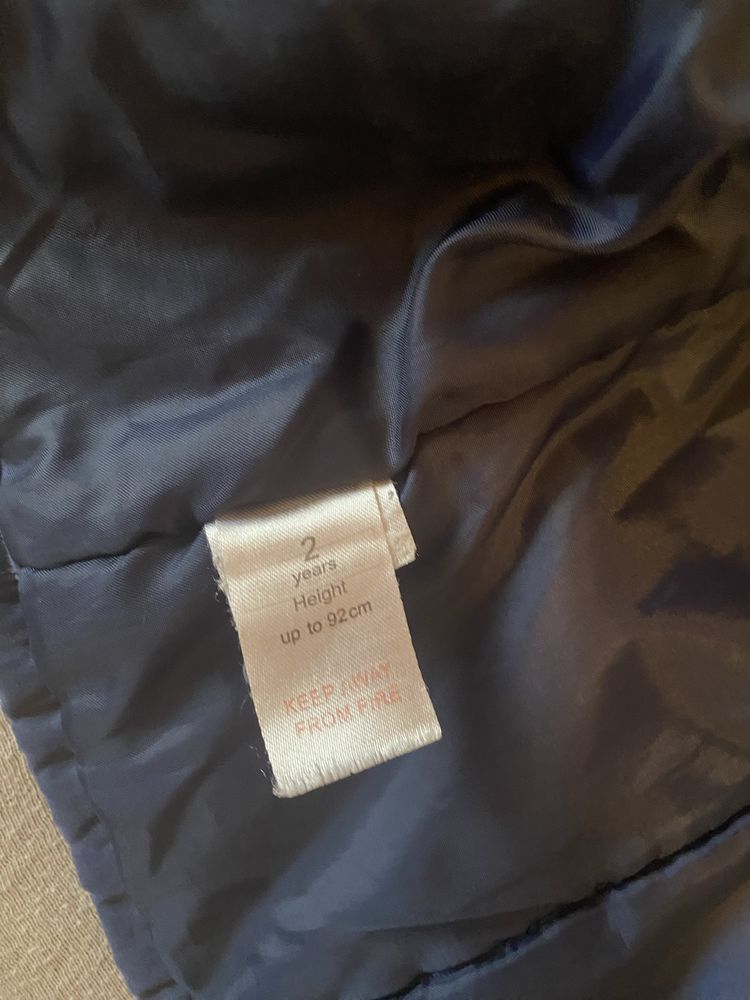 2
years
Height
up to 92cm
KEEP AWAY
FROM FIRE